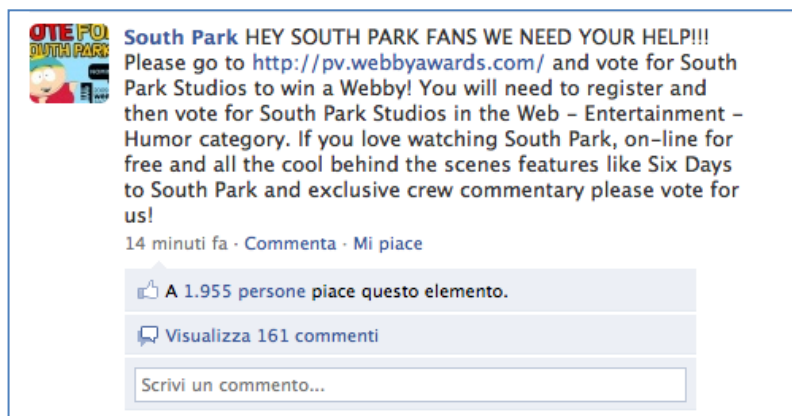 OTE FO
OUTH PARK
South Park HEY SOUTH PARK FANS WE NEED YOUR HELP!!!
Please go to http://pv.webbyawards.com/ and vote for South
Park Studios to win a Webby! You will need to register and
then vote for South Park Studios in the Web – Entertainment –
Humor category. If you love watching South Park, on-line for
free and all the cool behind the scenes features like Six Days
to South Park and exclusive crew commentary please vote for
us!
14 minuti fa · Commenta · Mi piace
A 1.955 persone piace questo elemento.
Visualizza 161 commenti
Scrivi un commento...